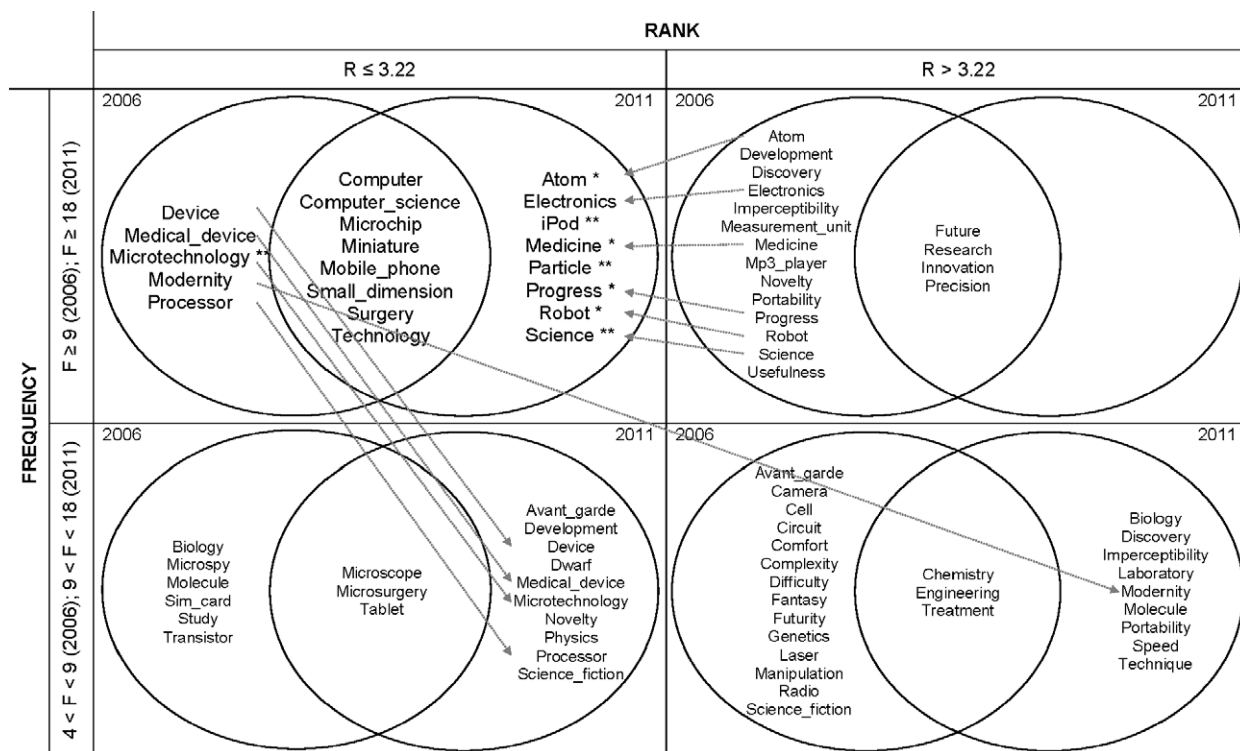 RANK
R ≤ 3.22
R > 3.22
FREQUENCY
F ≥ 9 (2006); F ≥ 18 (2011)
2006
2011
Device
Medical_device
Microtechnology **
Modernity
Processor
Computer
Computer_science
Microchip
Miniature
Mobile_phone
Small_dimension
Surgery
Technology
Atom *
Electronics
iPod **
Medicine *
Particle **
Progress *
Robot *
Science **
2006
2011
Atom
Development
Discovery
Electronics
Imperceptibility
Measurement_unit
Medicine
Mp3_player
Novelty
Portability
Progress
Robot
Science
Usefulness
Future
Research
Innovation
Precision
4 < F < 9 (2006); 9 < F < 18 (2011)
2006
2011
Biology
Microspy
Molecule
Sim_card
Study
Transistor
Microscope
Microsurgery
Tablet
Avant_garde
Development
Device
Dwarf
Medical_device
Microtechnology
Novelty
Physics
Processor
Science_fiction
2006
2011
Avant_garde
Camera
Cell
Circuit
Comfort
Complexity
Difficulty
Fantasy
Futurity
Genetics
Laser
Manipulation
Radio
Science_fiction
Chemistry
Engineering
Treatment
Biology
Discovery
Imperceptibility
Laboratory
Modernity
Molecule
Portability
Speed
Technique